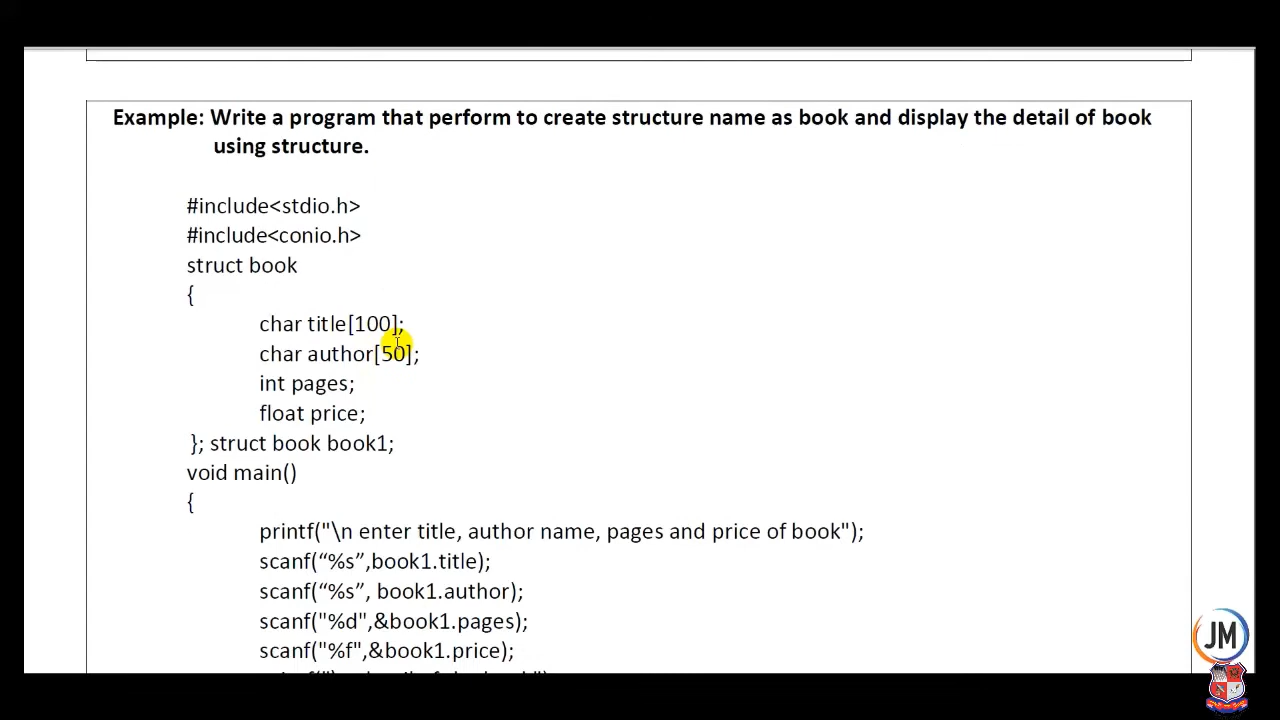 Example: Write a program that perform to create structure name as book and display the detail of book
using structure.
#include<stdio.h>
#include<conio.h>
struct book
{
char title[100];
char author[50];
int pages;
float price;
}; struct book book1;
void main()
{
printf("\n enter title, author name, pages and price of book");
scanf(“%s”,book1.title);
scanf(“%s”, book1.author);
scanf("%d",&book1.pages);
scanf("%f",&book1.price);
JM